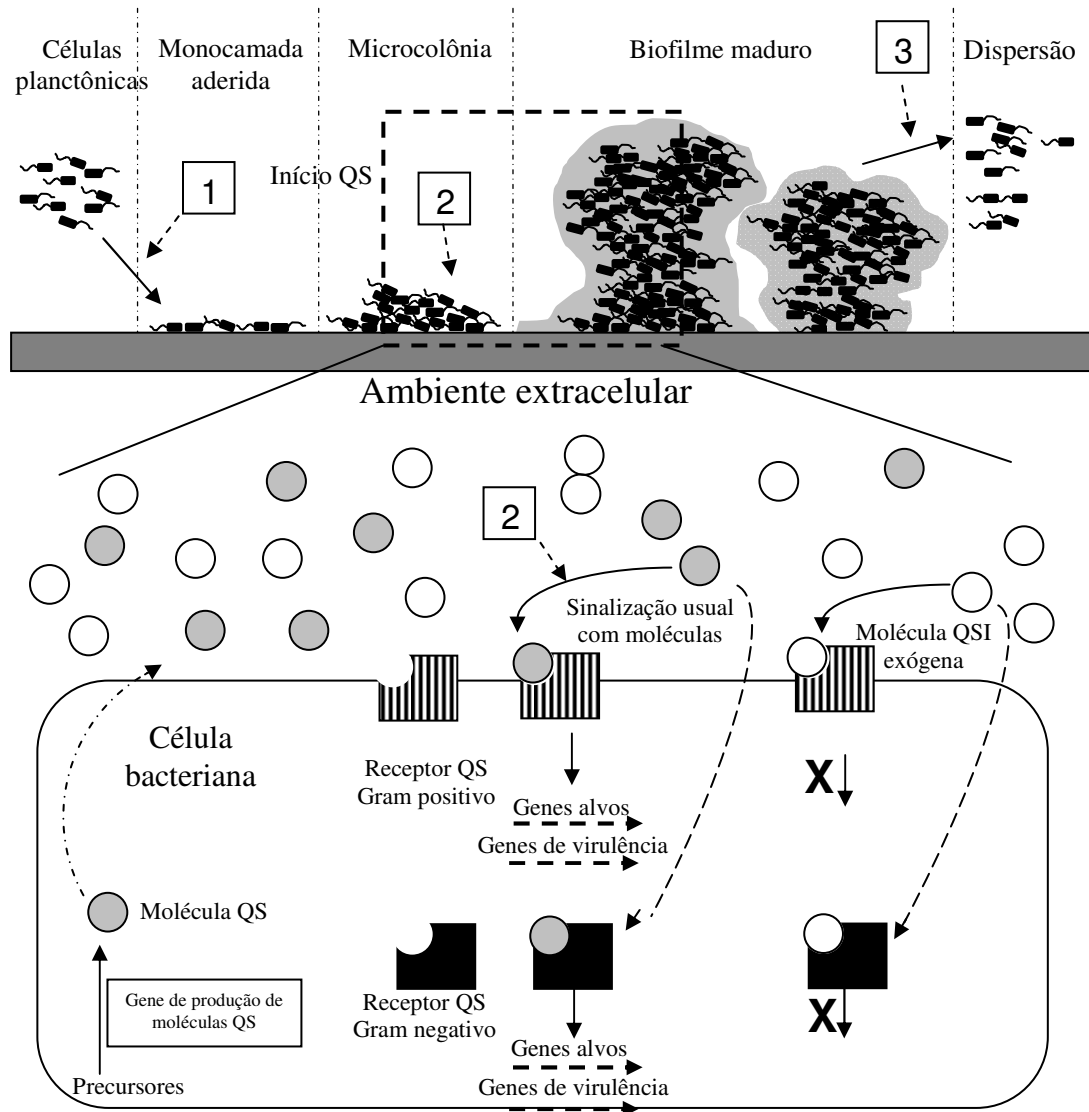 Células
planctônicas
Monocamada
aderida
Microcolônia
Biofilme maduro
Dispersão
3
1
Início QS
2
Ambiente extracelular
2
Sinalização usual
com moléculas
Molécula QSI
exógena
Célula
bacteriana
Receptor QS
Gram positivo
X
Genes alvos
Genes de virulência
Molécula QS
Gene de produção de
moléculas QS
Receptor QS
Gram negativo
X
Genes alvos
Genes de virulência
Precursores